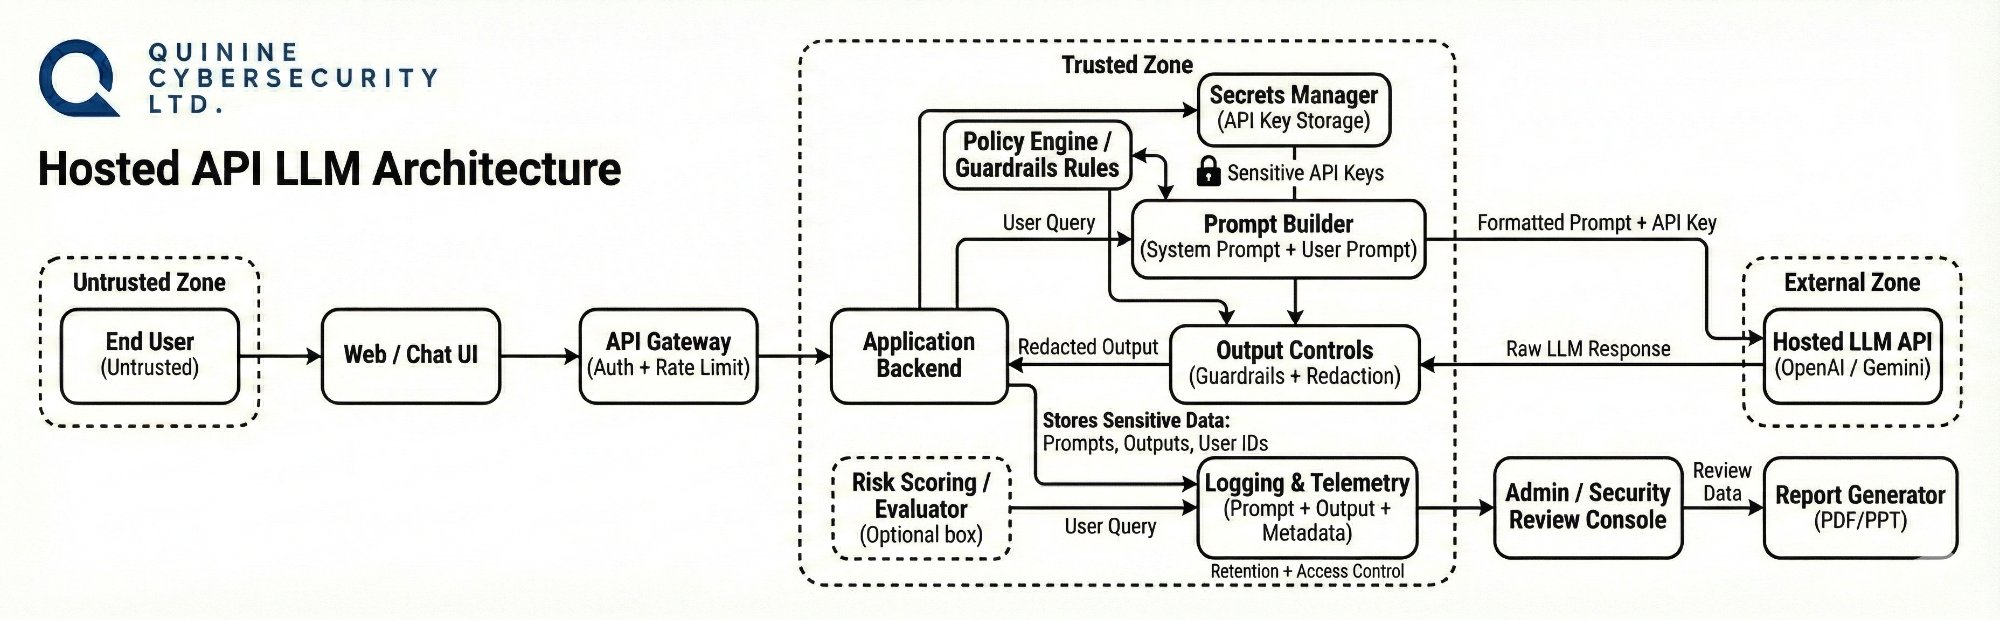 QUININE
CYBERSECURITY
LTD.
Hosted API LLM Architecture
Untrusted Zone
End User
(Untrusted)
Web / Chat UI
API Gateway
(Auth + Rate Limit)
Trusted Zone
Secrets Manager
(API Key Storage)
Policy Engine /
Guardrails Rules
Sensitive API Keys
User Query
Prompt Builder
(System Prompt + User Prompt)
Formatted Prompt + API Key
Application
Backend
Redacted Output
Output Controls
(Guardrails + Redaction)
Raw LLM Response
External Zone
Hosted LLM API
(OpenAI / Gemini)
Stores Sensitive Data:
Prompts, Outputs, User IDs
Risk Scoring /
Evaluator
(Optional box)
User Query
Logging & Telemetry
(Prompt + Output +
Metadata)
Retention + Access Control
Admin / Security
Review Console
Review
Data
Report Generator
(PDF/PPT)